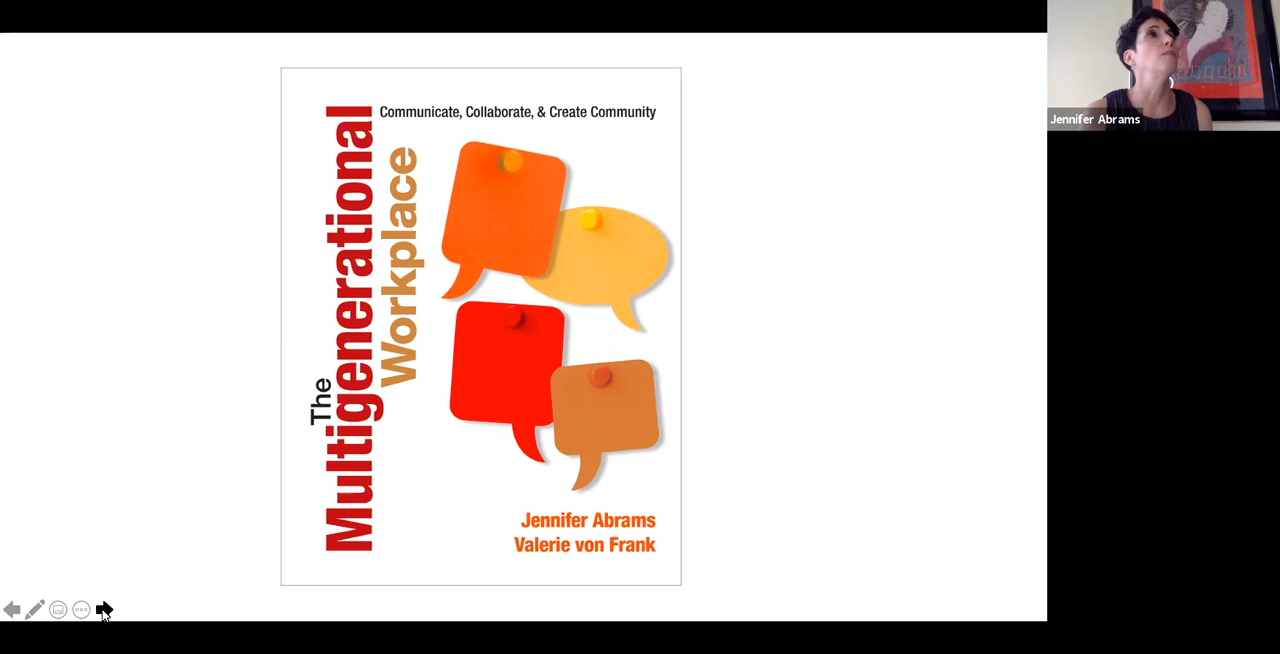 Communicate, Collaborate, & Create Community
The
Multigenerational
Workplace
Jennifer Abrams
Valerie von Frank
Jennifer Abrams